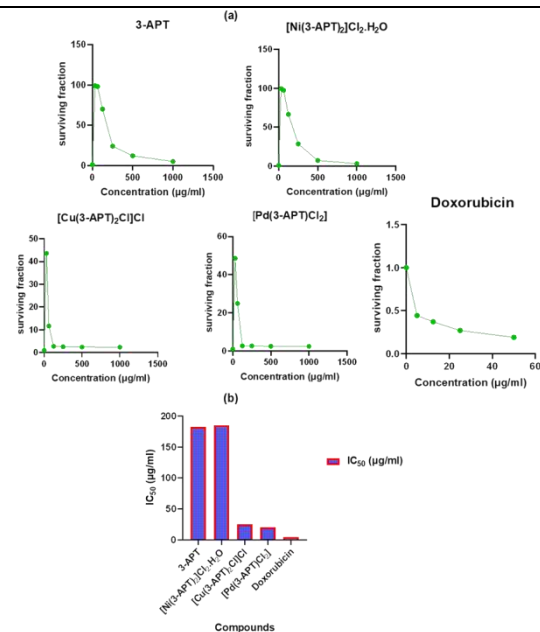 (a)
3-APT
150
100
50
0
surviving fraction
0 500 1000 1500
Concentration (µg/ml)
[Ni(3-APT)₂]Cl₂.H₂O
150
100
50
0
surviving fraction
0 500 1000 1500
Concentration (µg/ml)
[Cu(3-APT)₂Cl]Cl
50
40
30
20
10
0
surviving fraction
0 500 1000 1500
Concentration (µg/ml)
[Pd(3-APT)Cl₂]
60
40
20
0
surviving fraction
0 500 1000 1500
Concentration (µg/ml)
Doxorubicin
1.5
1.0
0.5
0.0
surviving fraction
0 20 40 60
Concentration (µg/ml)
(b)
200
150
100
50
0
IC₅₀ (µg/ml)
3-APT
[Ni(3-APT)₂]Cl₂.H₂O
[Cu(3-APT)₂Cl]Cl
[Pd(3-APT)Cl₂]
Doxorubicin
Compounds
IC₅₀ (µg/ml)